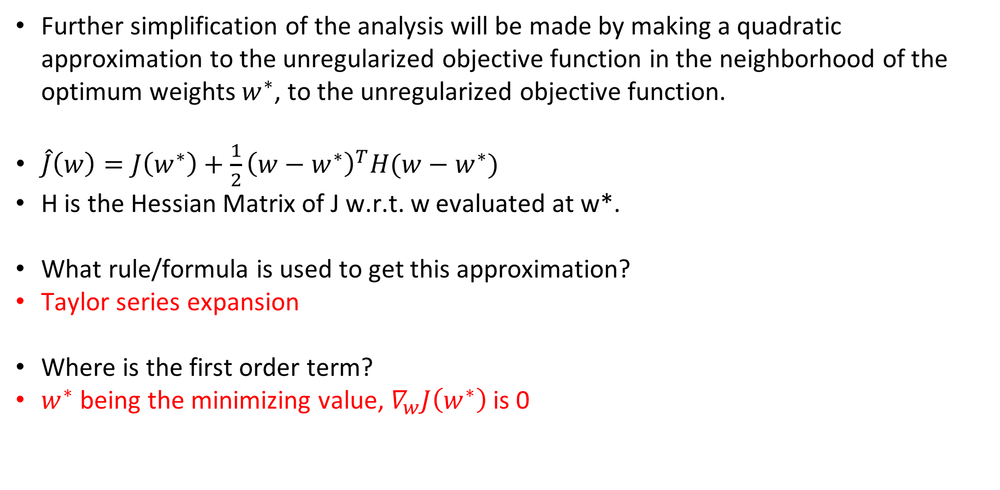 • Further simplification of the analysis will be made by making a quadratic
approximation to the unregularized objective function in the neighborhood of the
optimum weights w*, to the unregularized objective function.
• Ĵ(w) = J(w*) + 1/2 (w − w*)ᵀH(w − w*)
• H is the Hessian Matrix of J w.r.t. w evaluated at w*.
• What rule/formula is used to get this approximation?
• Taylor series expansion
• Where is the first order term?
• w* being the minimizing value, ∇_w J(w*) is 0